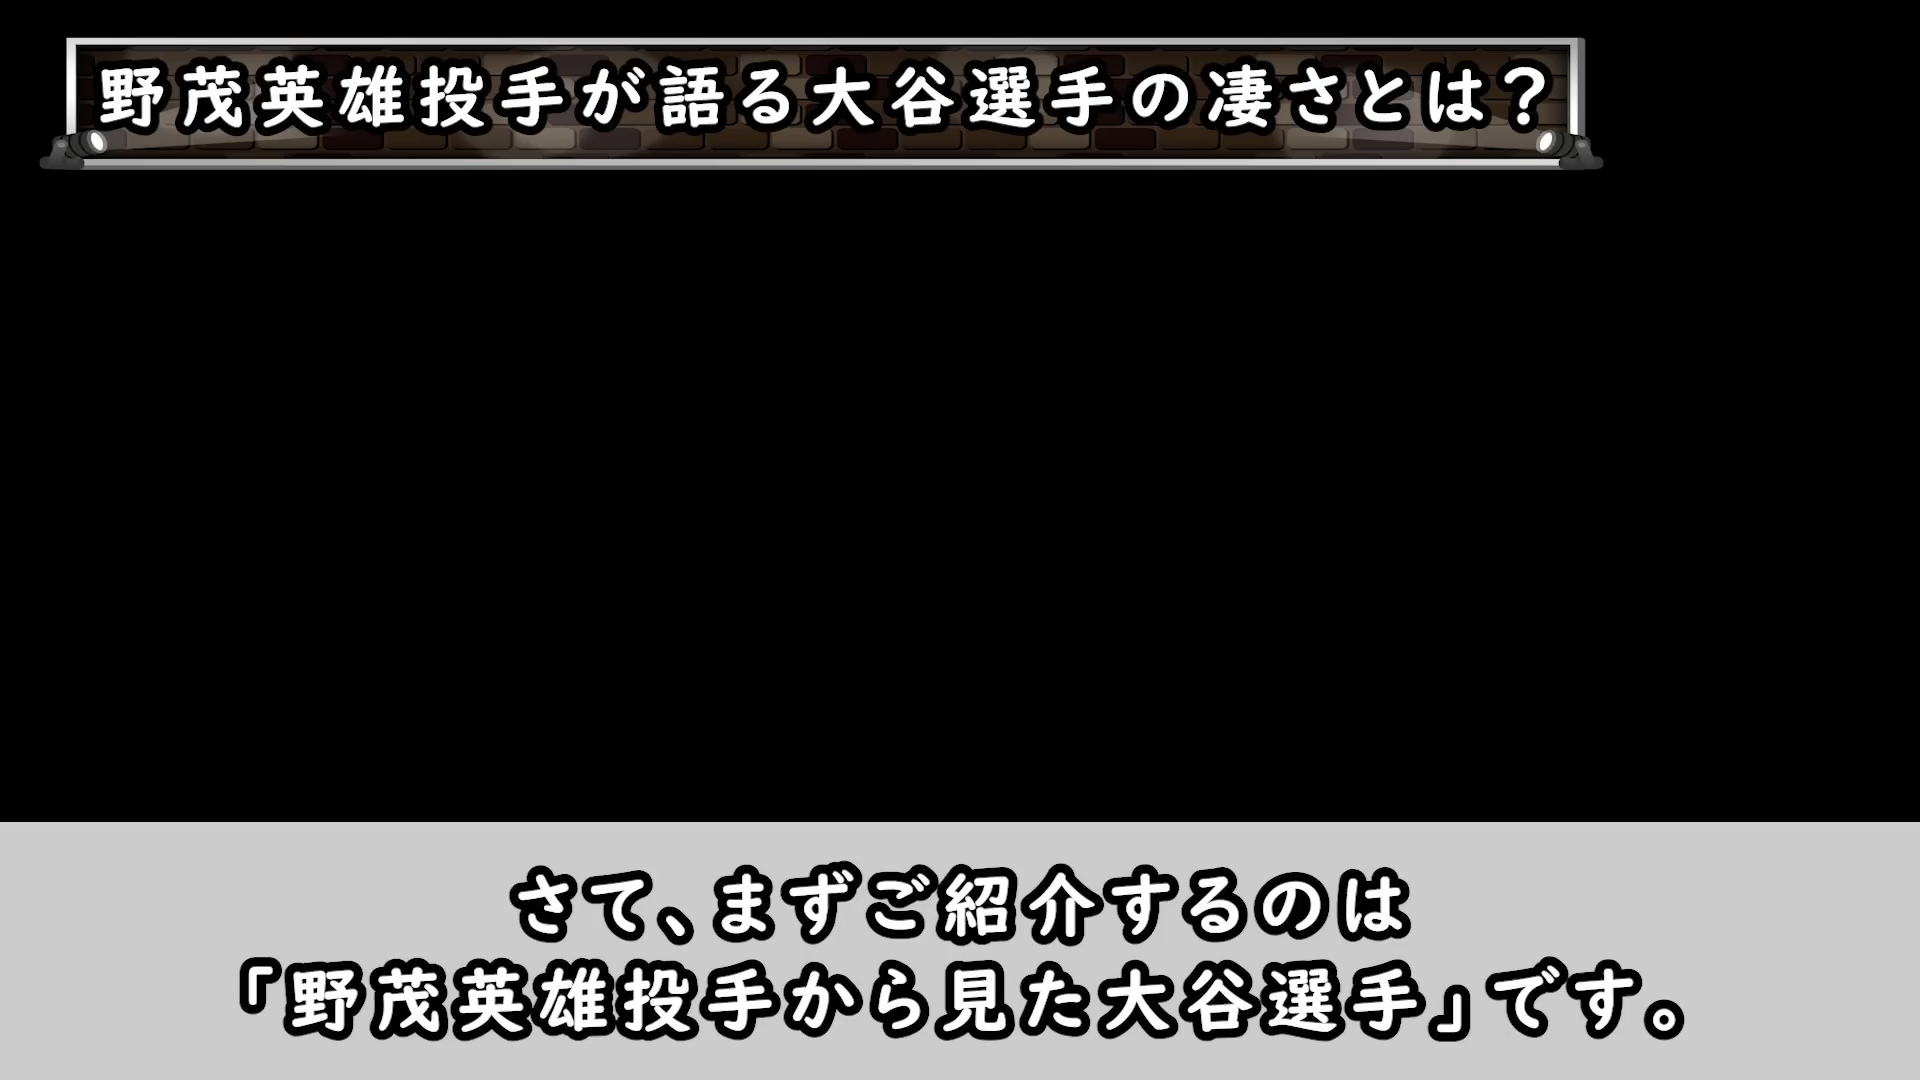 野茂英雄投手が語る大谷選手の凄さとは？
さて、まずご紹介するのは
「野茂英雄投手から見た大谷選手」です。